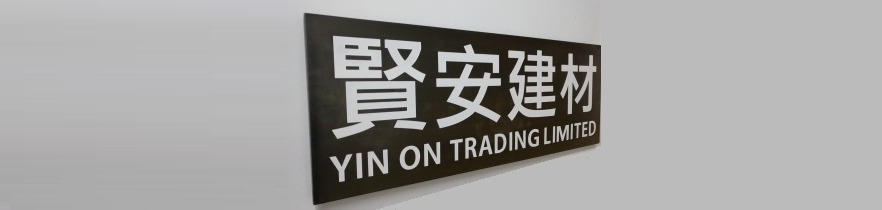 賢安建材
YIN ON TRADING LIMITED